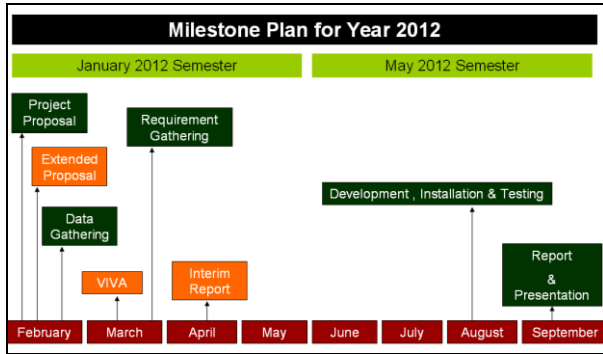 Milestone Plan for Year 2012
January 2012 Semester
May 2012 Semester
Project
Proposal
Requirement
Gathering
Extended
Proposal
Development , Installation & Testing
Data
Gathering
Report
&
Presentation
VIVA
Interim
Report
February
March
April
May
June
July
August
September